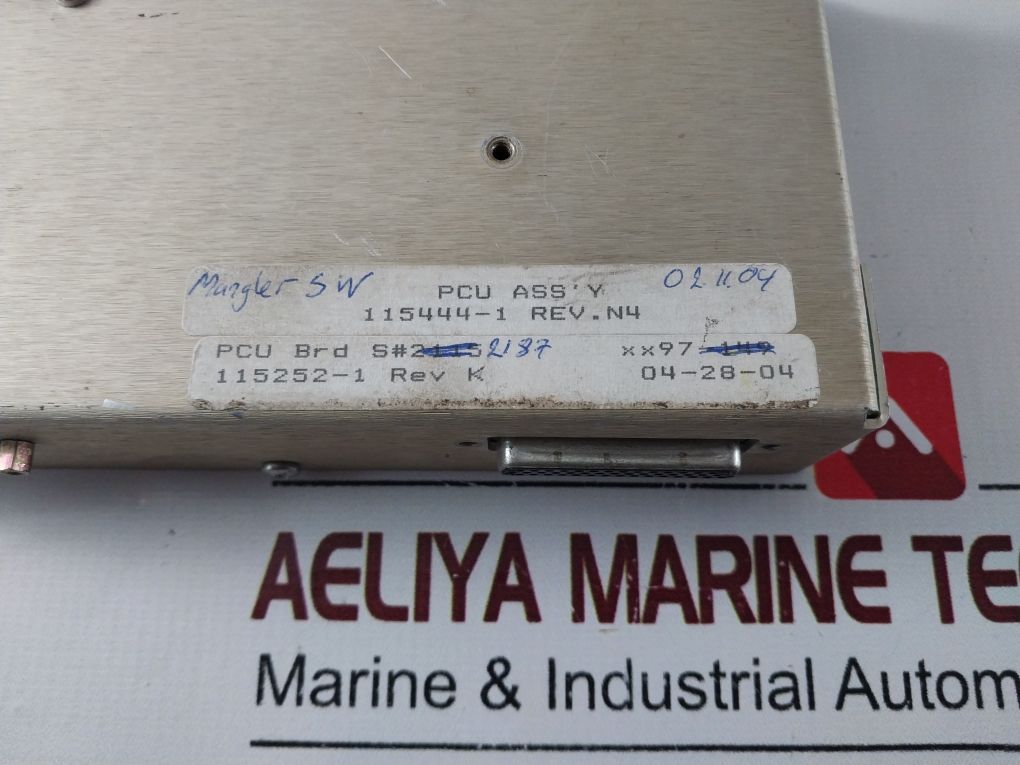 Mangler SW 02.11.04
PCU ASS'Y
115444-1 REV.N4
PCU Brd S# 2187 xx97
115252-1 Rev K 04-28-04
AELIYA MARINE TE
Marine & Industrial Autom